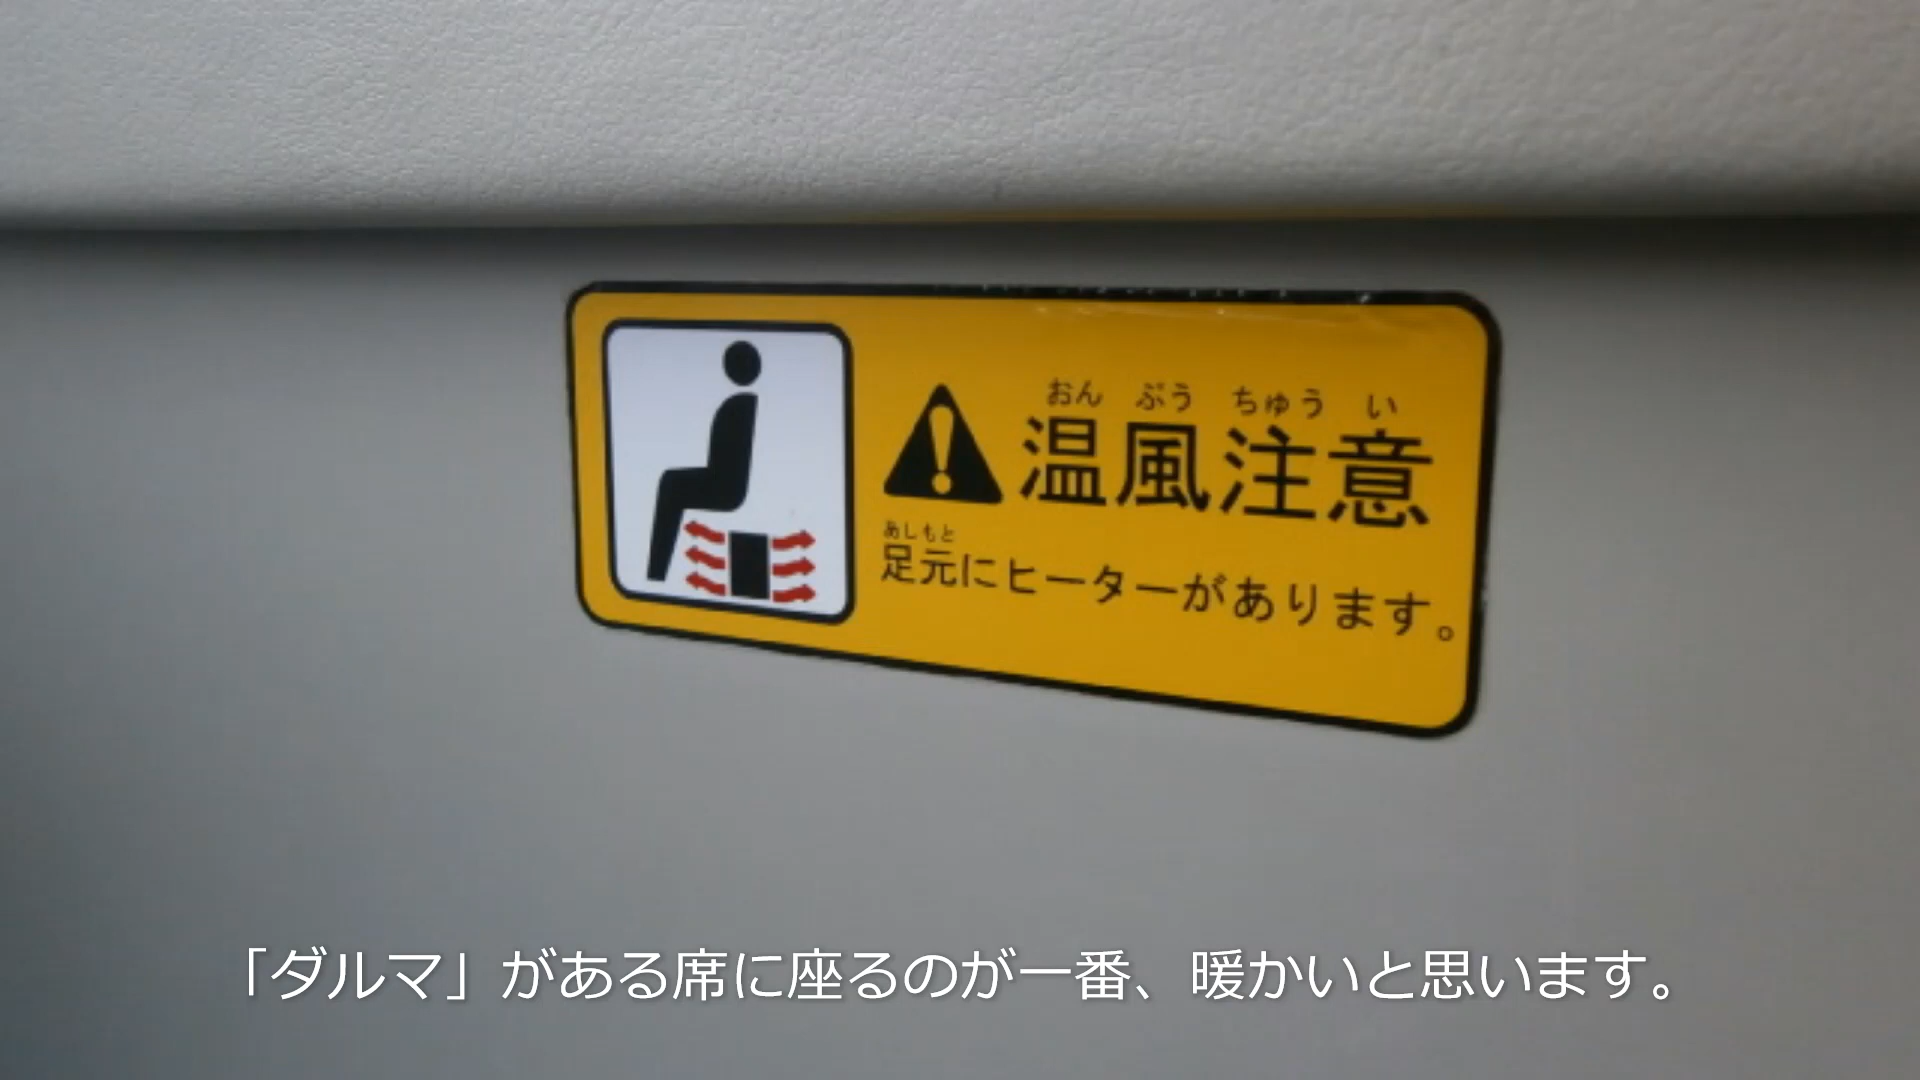 おん ぶう ちゅう い
温風注意
あしもと
足元にヒーターがあります。
「ダルマ」がある席に座るのが一番、暖かいと思います。